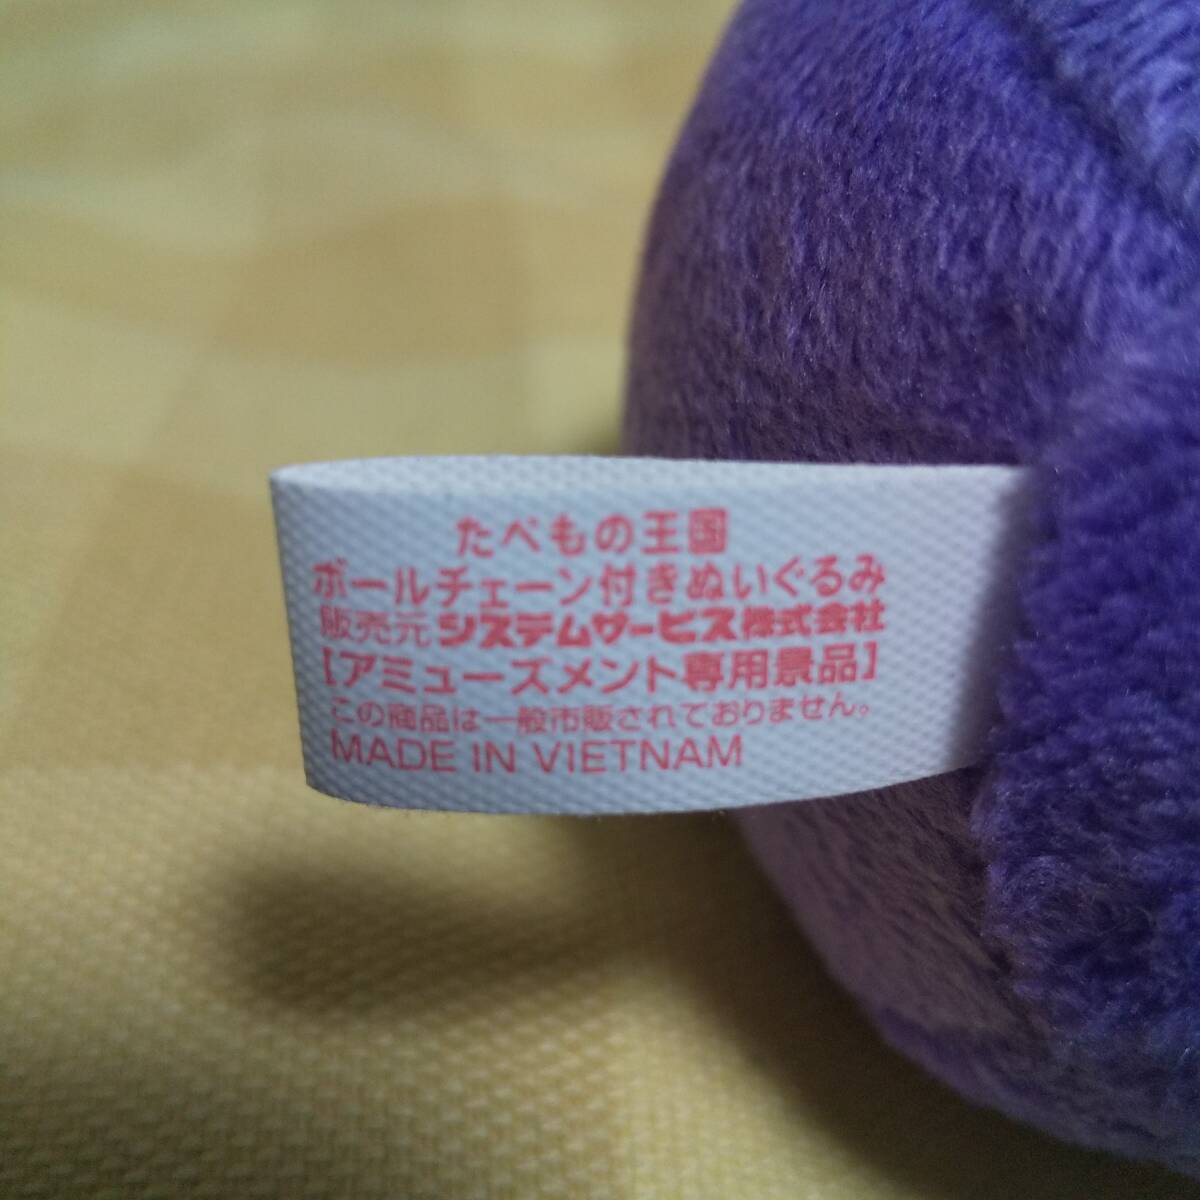 たべもの王国
ボールチェーン付きぬいぐるみ
販売元 システムサービス株式会社
【アミューズメント専用景品】
この商品は一般市販されておりません。
MADE IN VIETNAM